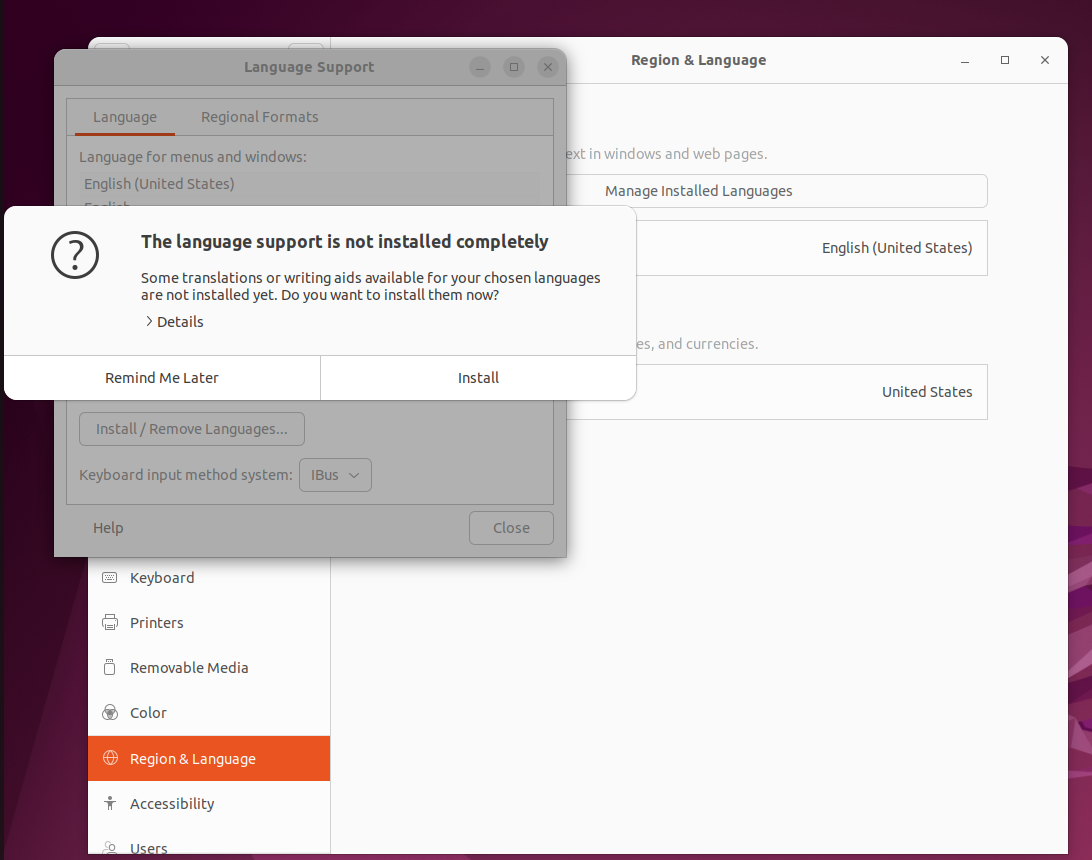 Language Support
Region & Language
Language
Regional Formats
Language for menus and windows:
English (United States)
ext in windows and web pages.
Manage Installed Languages
English (United States)
The language support is not installed completely
Some translations or writing aids available for your chosen languages
are not installed yet. Do you want to install them now?
Details
Remind Me Later
Install
es, and currencies.
United States
Install / Remove Languages...
Keyboard input method system:
IBus
Help
Close
Keyboard
Printers
Removable Media
Color
Region & Language
Accessibility
Users